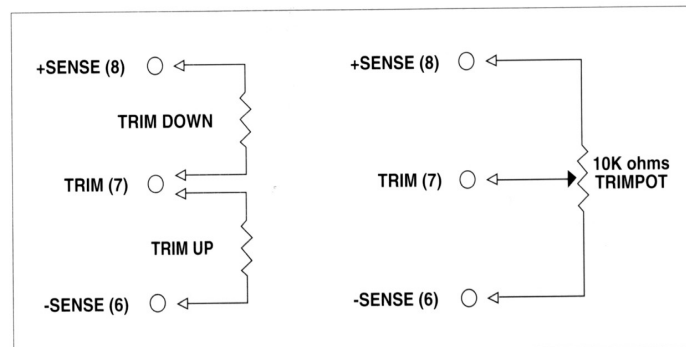 +SENSE (8)
TRIM DOWN
TRIM (7)
TRIM UP
-SENSE (6)
+SENSE (8)
10K ohms
TRIMPOT
TRIM (7)
-SENSE (6)